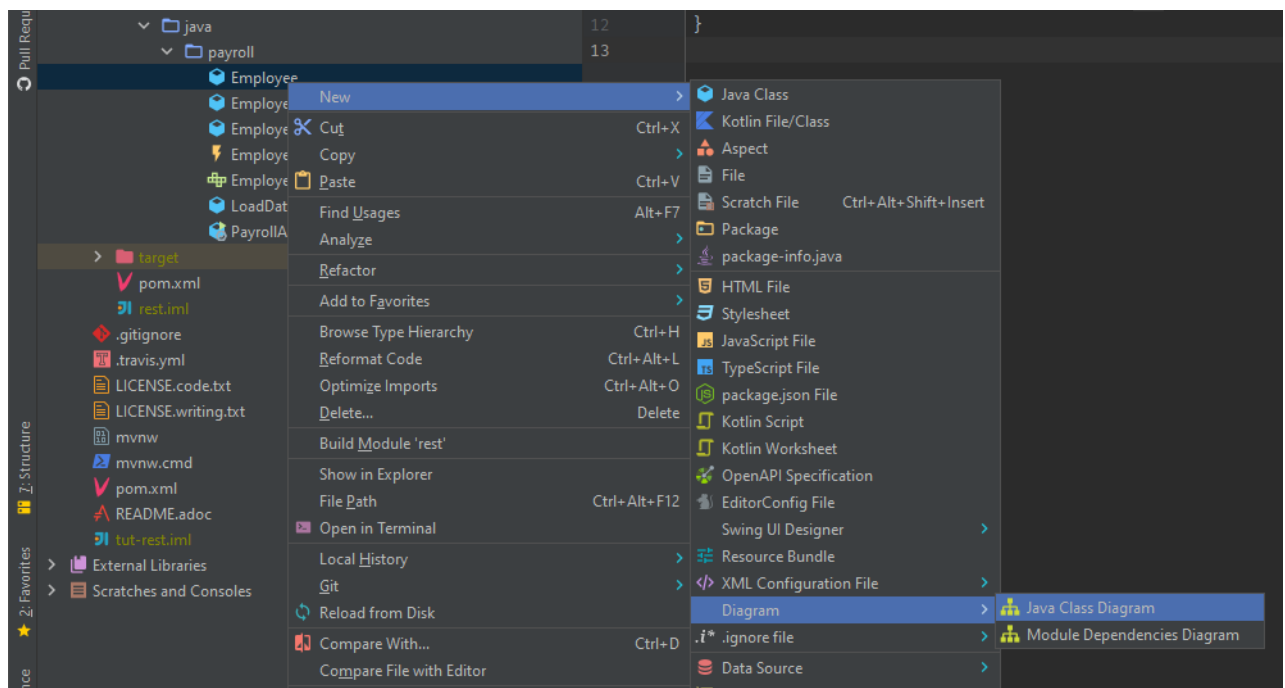 Pull Requ
java
payroll
Employee
Employe
Employe
Employe
Employe
LoadDat
PayrollA
target
pom.xml
rest.iml
.gitignore
.travis.yml
LICENSE.code.txt
LICENSE.writing.txt
mvnw
mvnw.cmd
pom.xml
README.adoc
tut-rest.iml
External Libraries
Scratches and Consoles
Z: Structure
2: Favorites
nce
12 }
13
New
Cut Ctrl+X
Copy
Paste Ctrl+V
Find Usages Alt+F7
Analyze
Refactor
Add to Favorites
Browse Type Hierarchy Ctrl+H
Reformat Code Ctrl+Alt+L
Optimize Imports Ctrl+Alt+O
Delete... Delete
Build Module 'rest'
Show in Explorer
File Path Ctrl+Alt+F12
Open in Terminal
Local History
Git
Reload from Disk
Compare With... Ctrl+D
Compare File with Editor
Java Class
Kotlin File/Class
Aspect
File
Scratch File Ctrl+Alt+Shift+Insert
Package
package-info.java
HTML File
Stylesheet
JavaScript File
TypeScript File
package.json File
Kotlin Script
Kotlin Worksheet
OpenAPI Specification
EditorConfig File
Swing UI Designer
Resource Bundle
XML Configuration File
Diagram
.i* .ignore file
Data Source
Java Class Diagram
Module Dependencies Diagram